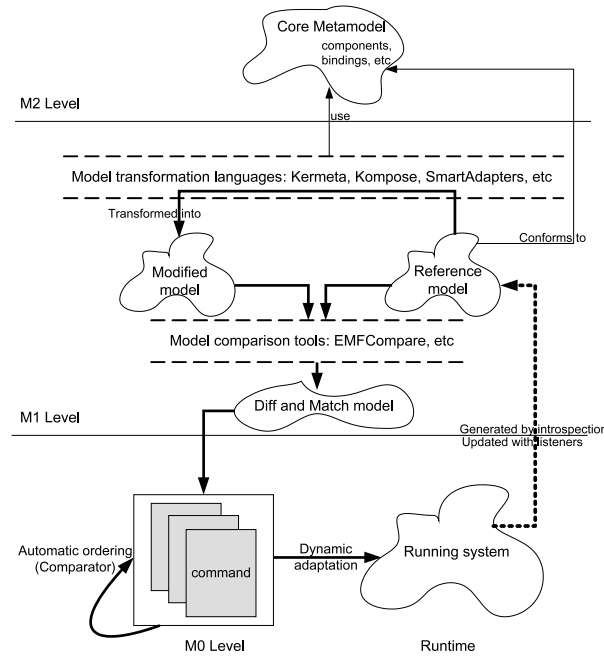 Core Metamodel
components,
bindings, etc
M2 Level
use
Model transformation languages: Kermeta, Kompose, SmartAdapters, etc
Transformed into
Conforms to
Modified
model
Reference
model
Model comparison tools: EMFCompare, etc
Diff and Match model
M1 Level
Generated by introspection
Updated with listeners
Automatic ordering
(Comparator)
command
Dynamic
adaptation
Running system
M0 Level
Runtime